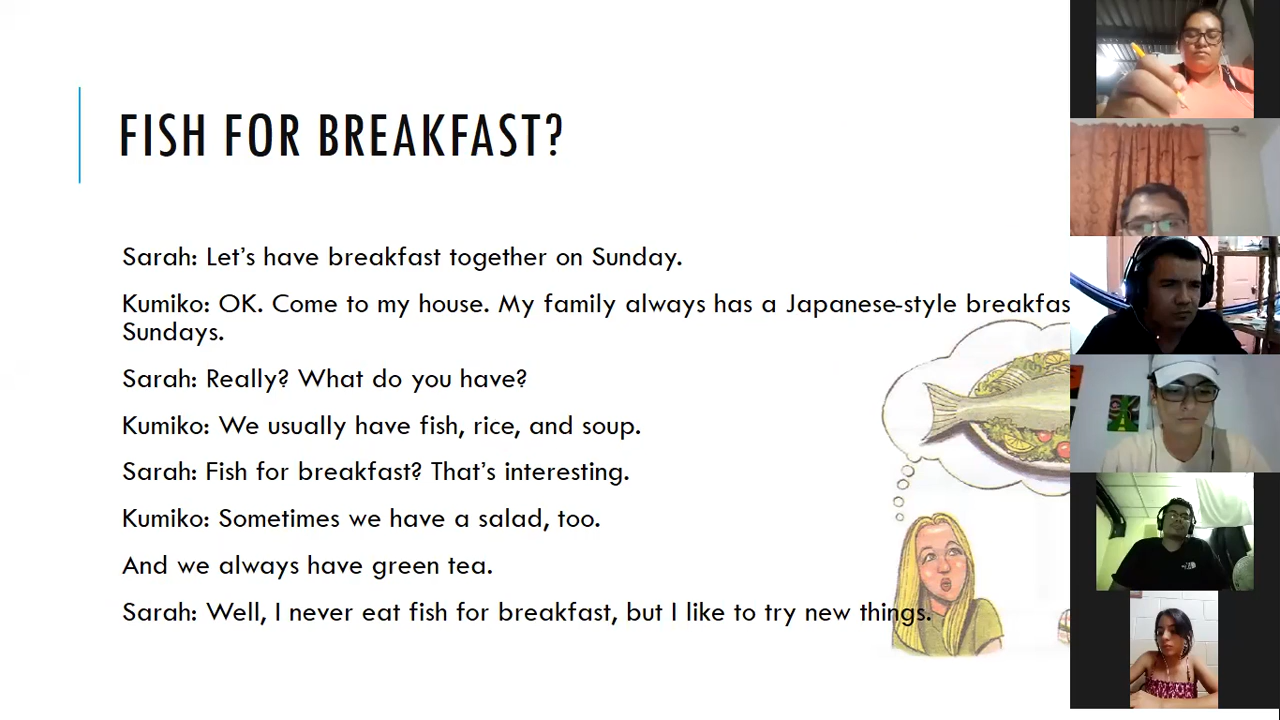 FISH FOR BREAKFAST?
Sarah: Let's have breakfast together on Sunday.
Kumiko: OK. Come to my house. My family always has a Japanese-style
Sundays.
Sarah: Really? What do you have?
Kumiko: We usually have fish, rice, and soup.
Sarah: Fish for breakfast? That's interesting.
Kumiko: Sometimes we have a salad, too.
And we always have green tea.
Sarah: Well, I never eat fish for breakfast, but I like to try new things.